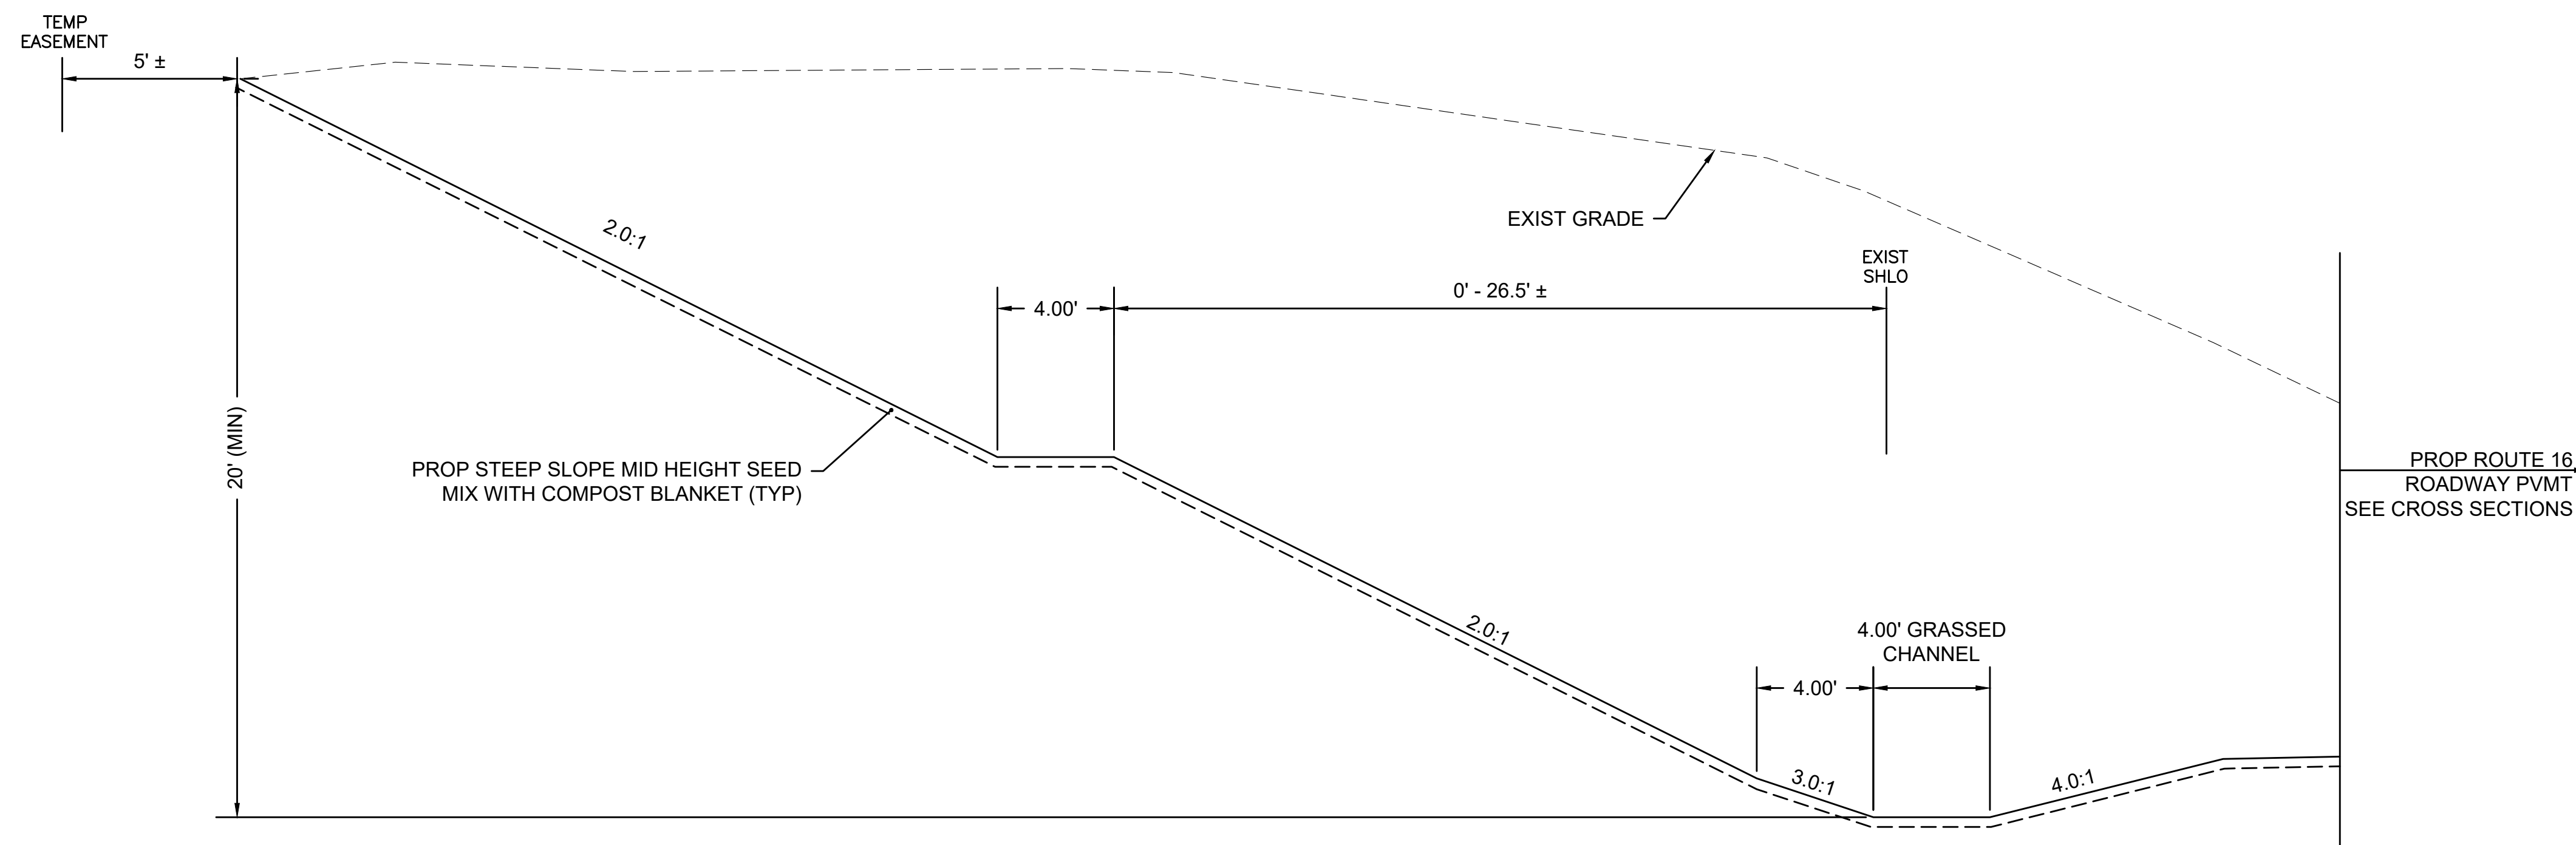 TEMP
EASEMENT
5' ±
2.0:1
EXIST GRADE
EXIST
SHLO
0' - 26.5' ±
4.00'
20' (MIN)
PROP STEEP SLOPE MID HEIGHT SEED
MIX WITH COMPOST BLANKET (TYP)
PROP ROUTE 16
ROADWAY PVMT
SEE CROSS SECTIONS
2.0:1
4.00' GRASSED
CHANNEL
4.00'
3.0:1
4.0:1